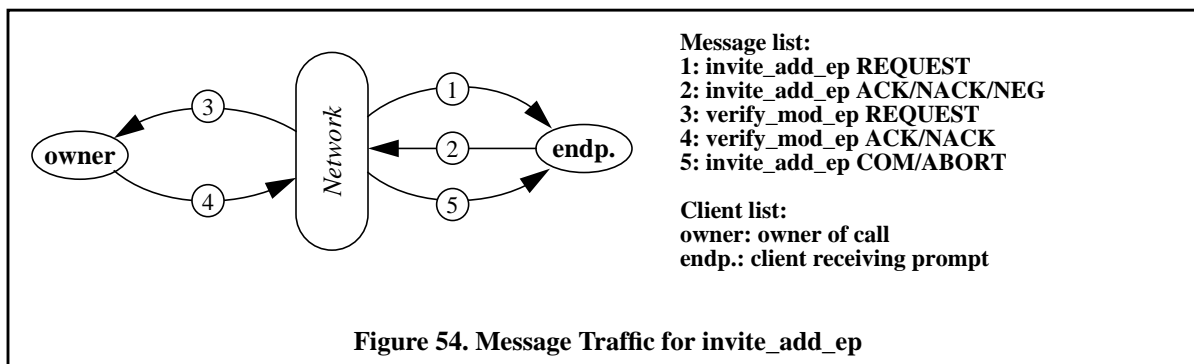 owner
3
4
Network
1
2
5
endp.
Message list:
1: invite_add_ep REQUEST
2: invite_add_ep ACK/NACK/NEG
3: verify_mod_ep REQUEST
4: verify_mod_ep ACK/NACK
5: invite_add_ep COM/ABORT
Client list:
owner: owner of call
endp.: client receiving prompt
Figure 54. Message Traffic for invite_add_ep